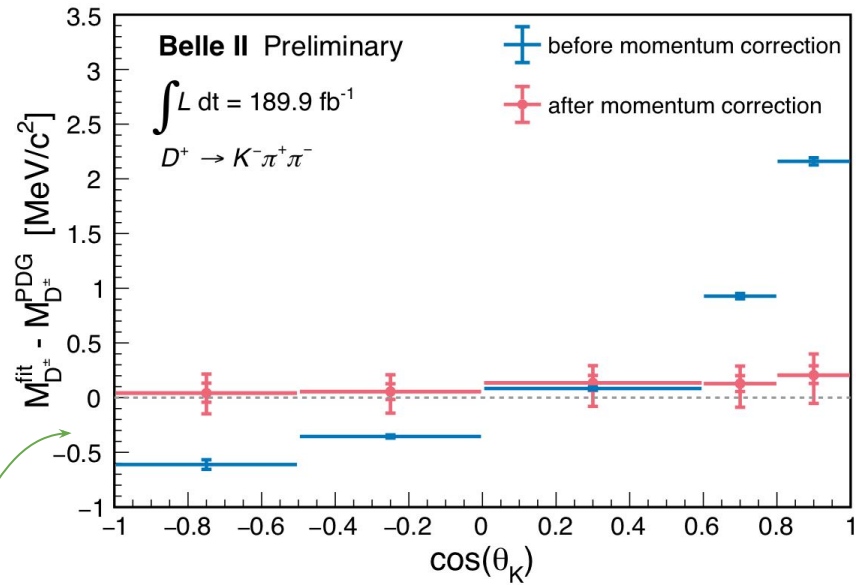 Belle II Preliminary
∫L dt = 189.9 fb⁻¹
D⁺ → K⁻π⁺π⁻
before momentum correction
after momentum correction
M^fit_D± - M^PDG_D± [MeV/c²]
3.5
3
2.5
2
1.5
1
0.5
0
−0.5
−1
−1 −0.8 −0.6 −0.4 −0.2 0 0.2 0.4 0.6 0.8 1
cos(θ_K)